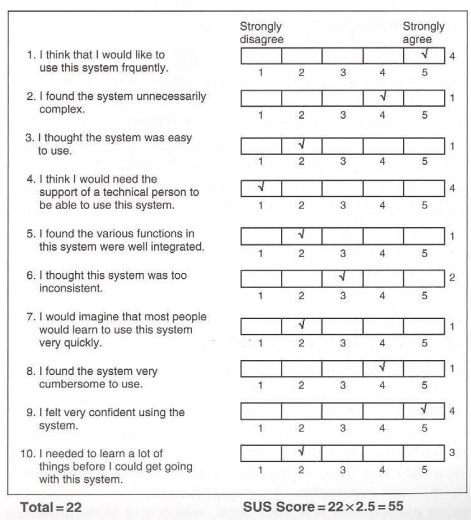 Strongly disagree
Strongly agree
1. I think that I would like to
use this system frquently.
√ 4
1 2 3 4 5
2. I found the system unnecessarily
complex.
√ 1
1 2 3 4 5
3. I thought the system was easy
to use.
√ 1
1 2 3 4 5
4. I think I would need the
support of a technical person to
be able to use this system.
√ 4
1 2 3 4 5
5. I found the various functions in
this system were well integrated.
√ 1
1 2 3 4 5
6. I thought this system was too
inconsistent.
√ 2
1 2 3 4 5
7. I would imagine that most people
would learn to use this system
very quickly.
√ 1
1 2 3 4 5
8. I found the system very
cumbersome to use.
√ 1
1 2 3 4 5
9. I felt very confident using the
system.
√ 4
1 2 3 4 5
10. I needed to learn a lot of
things before I could get going
with this system.
√ 3
1 2 3 4 5
Total = 22
SUS Score = 22×2.5 = 55